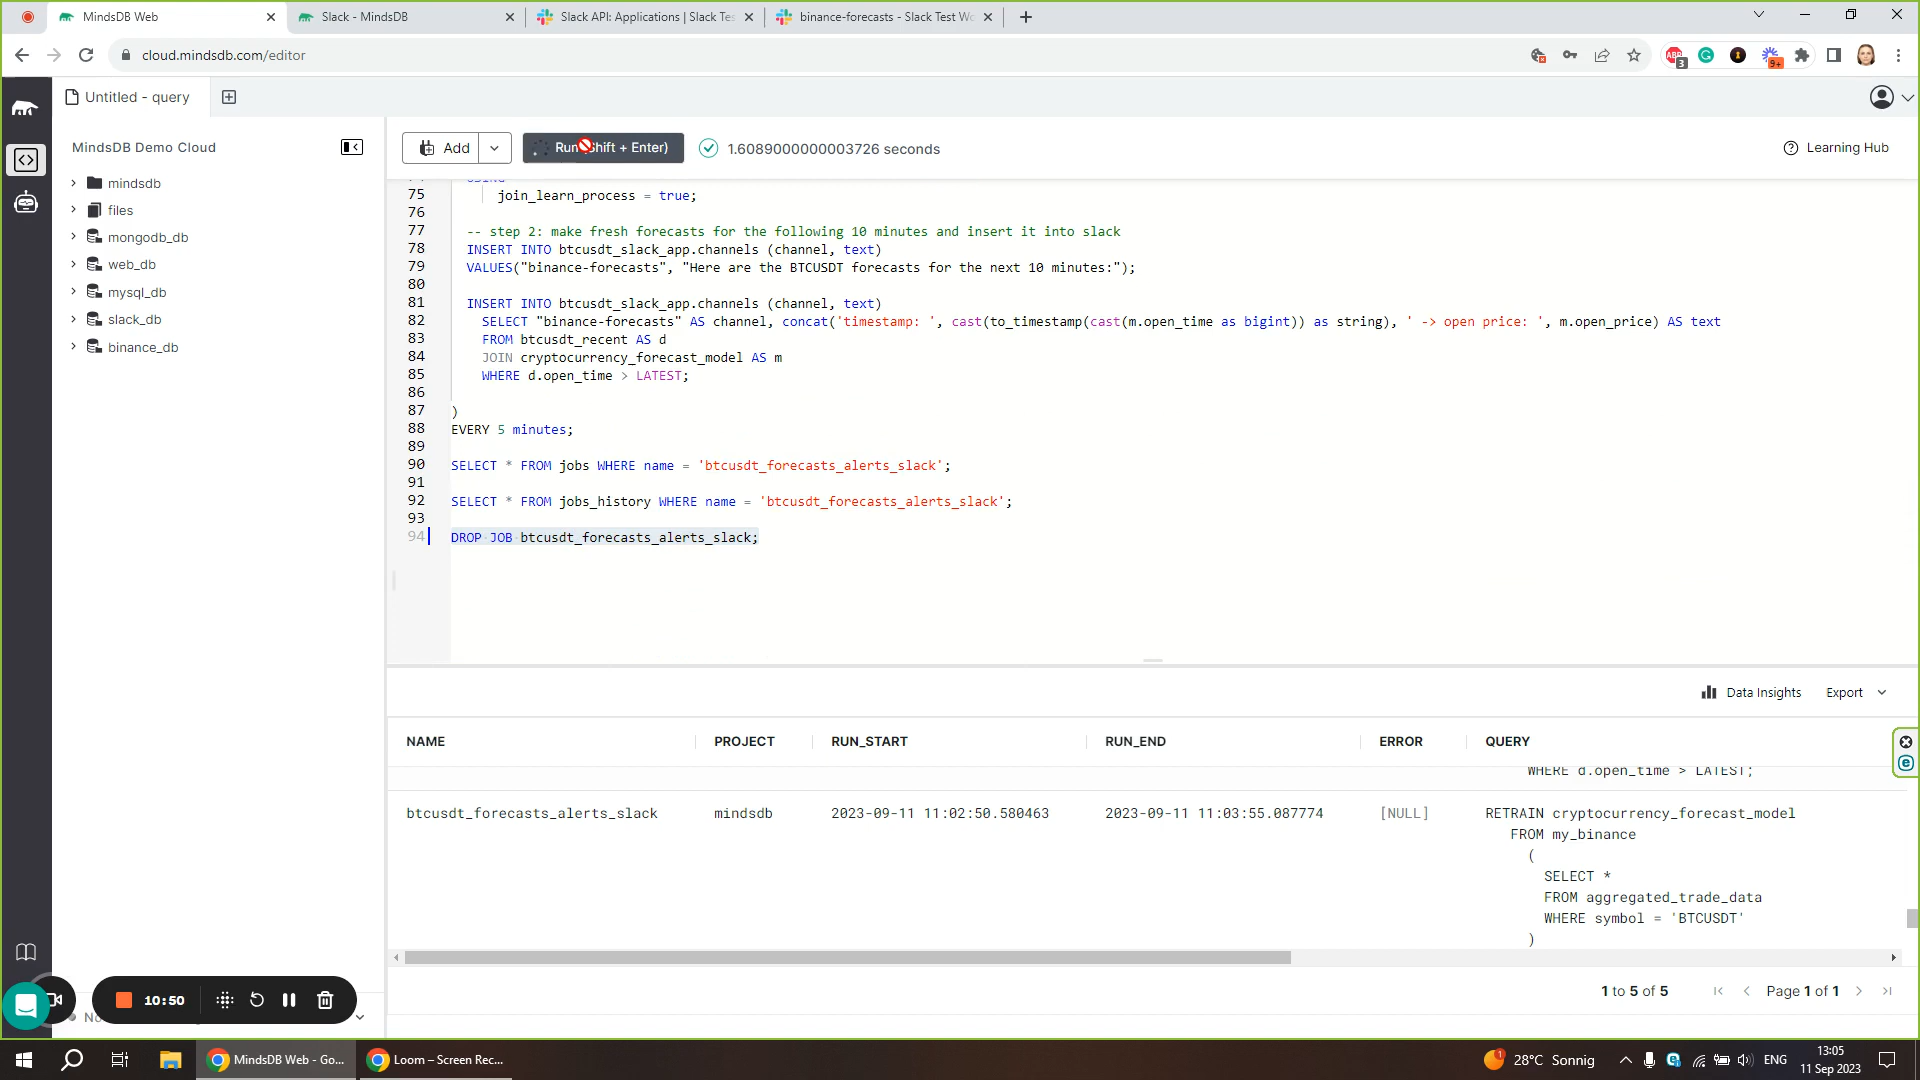 MindsDB Web
Slack - MindsDB
Slack API: Applications | Slack Tes
binance-forecasts - Slack Test Wo
cloud.mindsdb.com/editor
ABP
3
9+
Untitled - query
MindsDB Demo Cloud
Add
Run (Shift + Enter)
1.6089000000003726 seconds
Learning Hub
mindsdb
files
mongodb_db
web_db
mysql_db
slack_db
binance_db
75 join_learn_process = true;
76
77 -- step 2: make fresh forecasts for the following 10 minutes and insert it into slack
78 INSERT INTO btcusdt_slack_app.channels (channel, text)
79 VALUES("binance-forecasts", "Here are the BTCUSDT forecasts for the next 10 minutes:");
80
81 INSERT INTO btcusdt_slack_app.channels (channel, text)
82 SELECT "binance-forecasts" AS channel, concat('timestamp: ', cast(to_timestamp(cast(m.open_time as bigint)) as string), ' -> open price: ', m.open_price) AS text
83 FROM btcusdt_recent AS d
84 JOIN cryptocurrency_forecast_model AS m
85 WHERE d.open_time > LATEST;
86
87 )
88 EVERY 5 minutes;
89
90 SELECT * FROM jobs WHERE name = 'btcusdt_forecasts_alerts_slack';
91
92 SELECT * FROM jobs_history WHERE name = 'btcusdt_forecasts_alerts_slack';
93
94 DROP JOB btcusdt_forecasts_alerts_slack;
Data Insights
Export
NAME PROJECT RUN_START RUN_END ERROR QUERY
WHERE d.open_time > LATEST;
btcusdt_forecasts_alerts_slack mindsdb 2023-09-11 11:02:50.580463 2023-09-11 11:03:55.087774 [NULL] RETRAIN cryptocurrency_forecast_model
FROM my_binance
(
SELECT *
FROM aggregated_trade_data
WHERE symbol = 'BTCUSDT'
)
1 to 5 of 5
Page 1 of 1
10:50
MindsDB Web - Go...
Loom – Screen Rec...
1
28°C Sonnig
ENG
13:05
11 Sep 2023